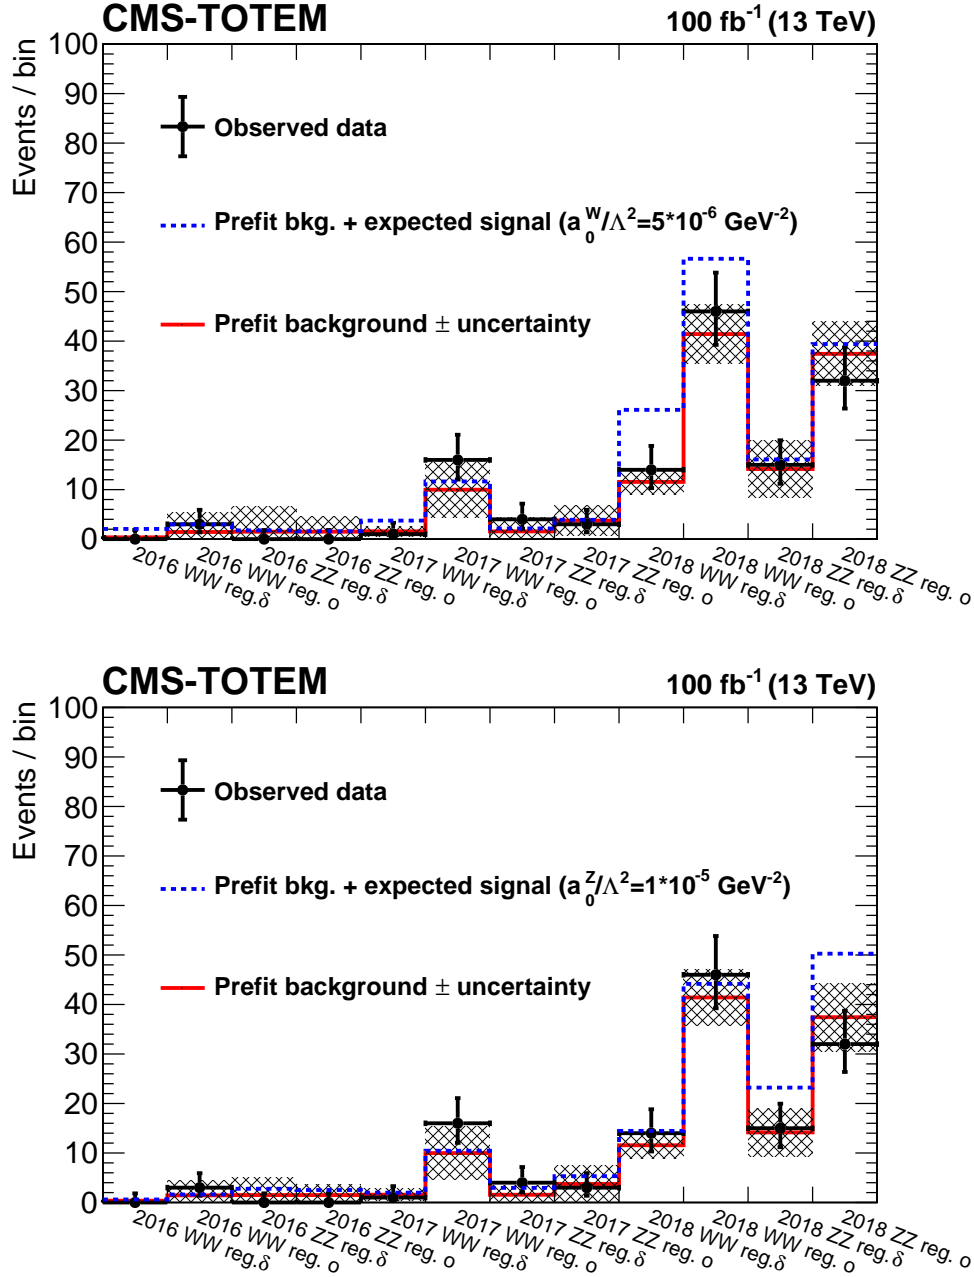 CMS-TOTEM 100 fb⁻¹ (13 TeV)
Events / bin
100
90
80
70
60
50
40
30
20
10
0
Observed data
Prefit bkg. + expected signal (a₀ᵂ/Λ²=5*10⁻⁶ GeV⁻²)
Prefit background ± uncertainty
2016 WW reg.δ
2016 WW reg. o
2016 ZZ reg.δ
2016 ZZ reg. o
2017 WW reg.δ
2017 WW reg. o
2017 ZZ reg.δ
2017 ZZ reg. o
2018 WW reg.δ
2018 WW reg. o
2018 ZZ reg.δ
2018 ZZ reg. o
CMS-TOTEM 100 fb⁻¹ (13 TeV)
Events / bin
100
90
80
70
60
50
40
30
20
10
0
Observed data
Prefit bkg. + expected signal (a₀ᶻ/Λ²=1*10⁻⁵ GeV⁻²)
Prefit background ± uncertainty
2016 WW reg.δ
2016 WW reg. o
2016 ZZ reg.δ
2016 ZZ reg. o
2017 WW reg.δ
2017 WW reg. o
2017 ZZ reg.δ
2017 ZZ reg. o
2018 WW reg.δ
2018 WW reg. o
2018 ZZ reg.δ
2018 ZZ reg. o